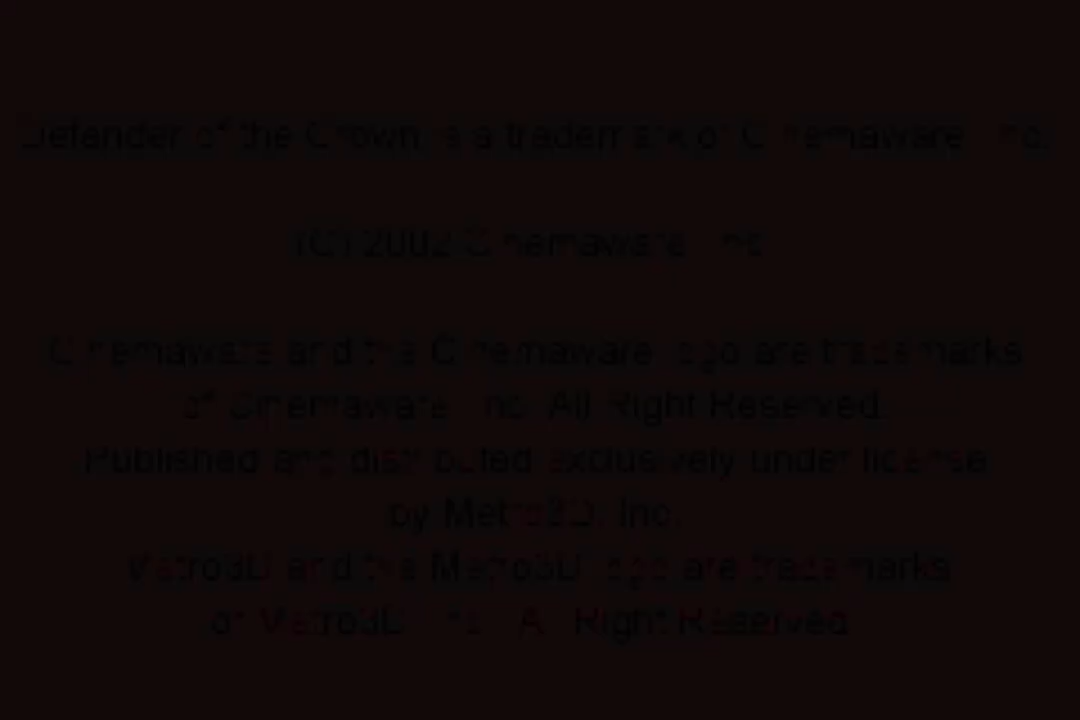 Defender of the Crown is a trademark of Cinemaware Inc.
(C) 2002 Cinemaware Inc
Cinemaware and the Cinemaware logo are trademarks
of Cinemaware Inc. All Right Reserved
Published and distributed exclusively under license
by Metro3D, Inc.
Metro3D and the Metro3D logo are trademarks
of Metro3D Inc. All Right Reserved